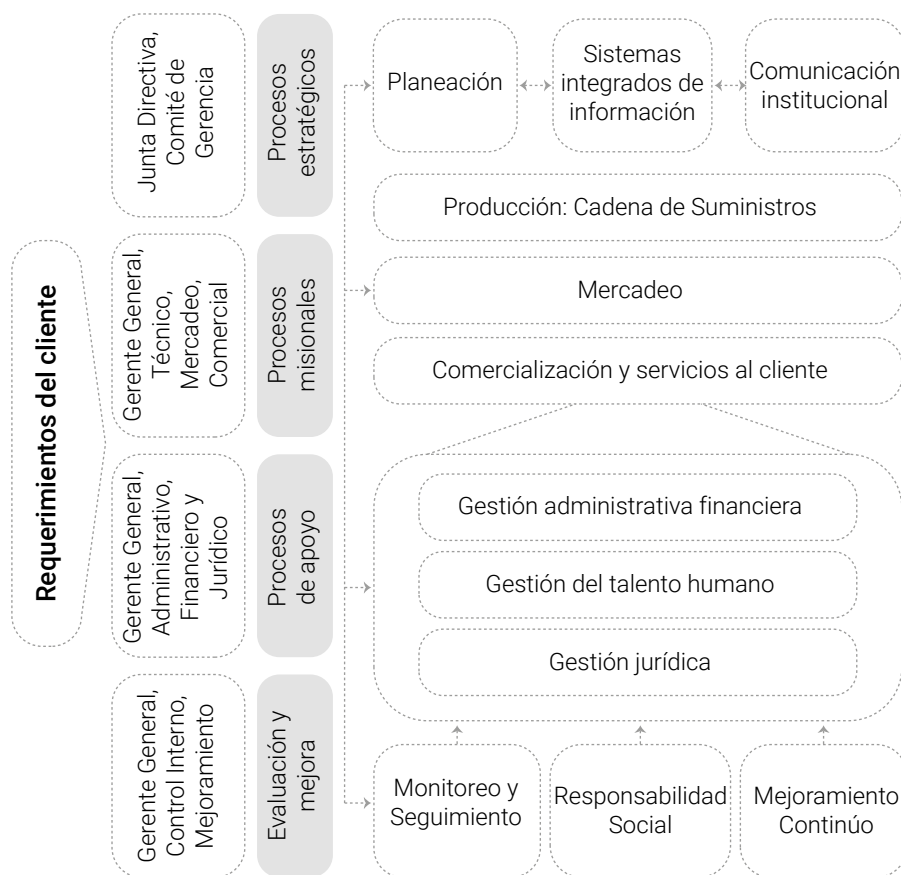 Requerimientos del cliente
Junta Directiva,
Comité de
Gerencia
Procesos
estratégicos
Planeación
Sistemas
integrados de
información
Comunicación
institucional
Gerente General,
Técnico,
Mercadeo,
Comercial
Procesos
misionales
Producción: Cadena de Suministros
Mercadeo
Comercialización y servicios al cliente
Gerente General,
Administrativo,
Financiero y
Jurídico
Procesos
de apoyo
Gestión administrativa financiera
Gestión del talento humano
Gestión jurídica
Gerente General,
Control Interno,
Mejoramiento
Evaluación y
mejora
Monitoreo y
Seguimiento
Responsabilidad
Social
Mejoramiento
Continúo